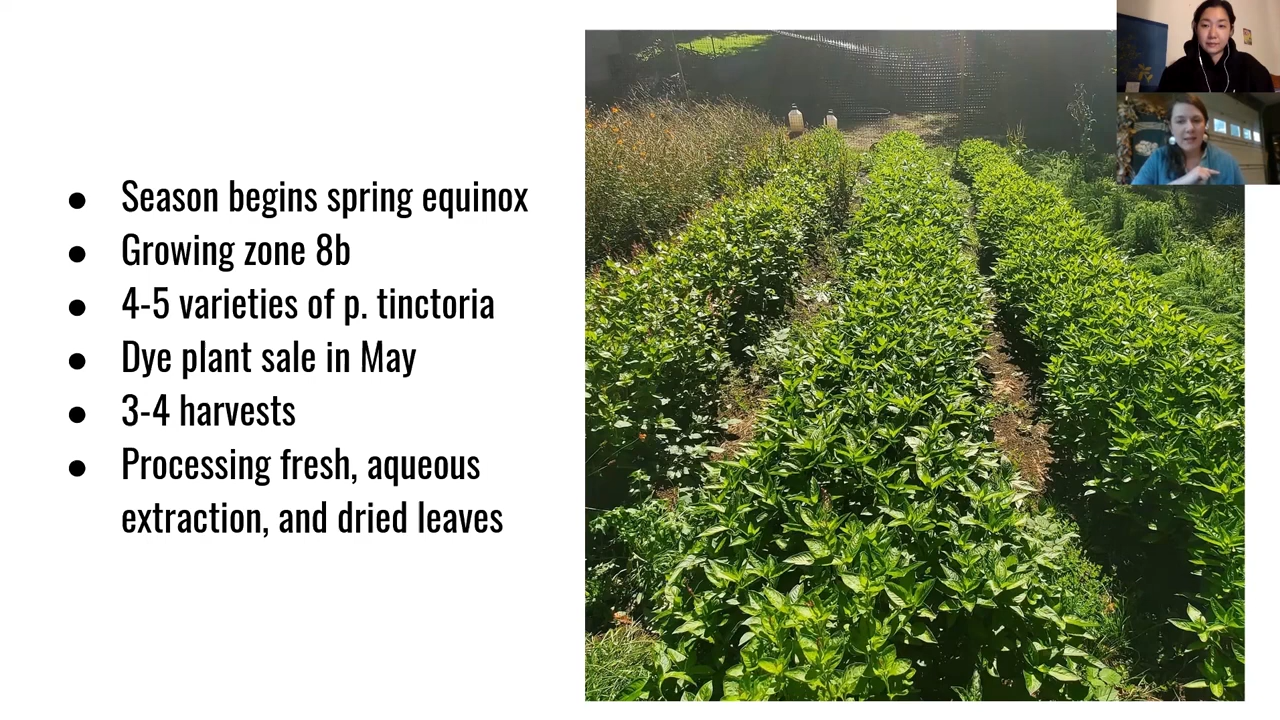 ● Season begins spring equinox
● Growing zone 8b
● 4-5 varieties of p. tinctoria
● Dye plant sale in May
● 3-4 harvests
● Processing fresh, aqueous
extraction, and dried leaves